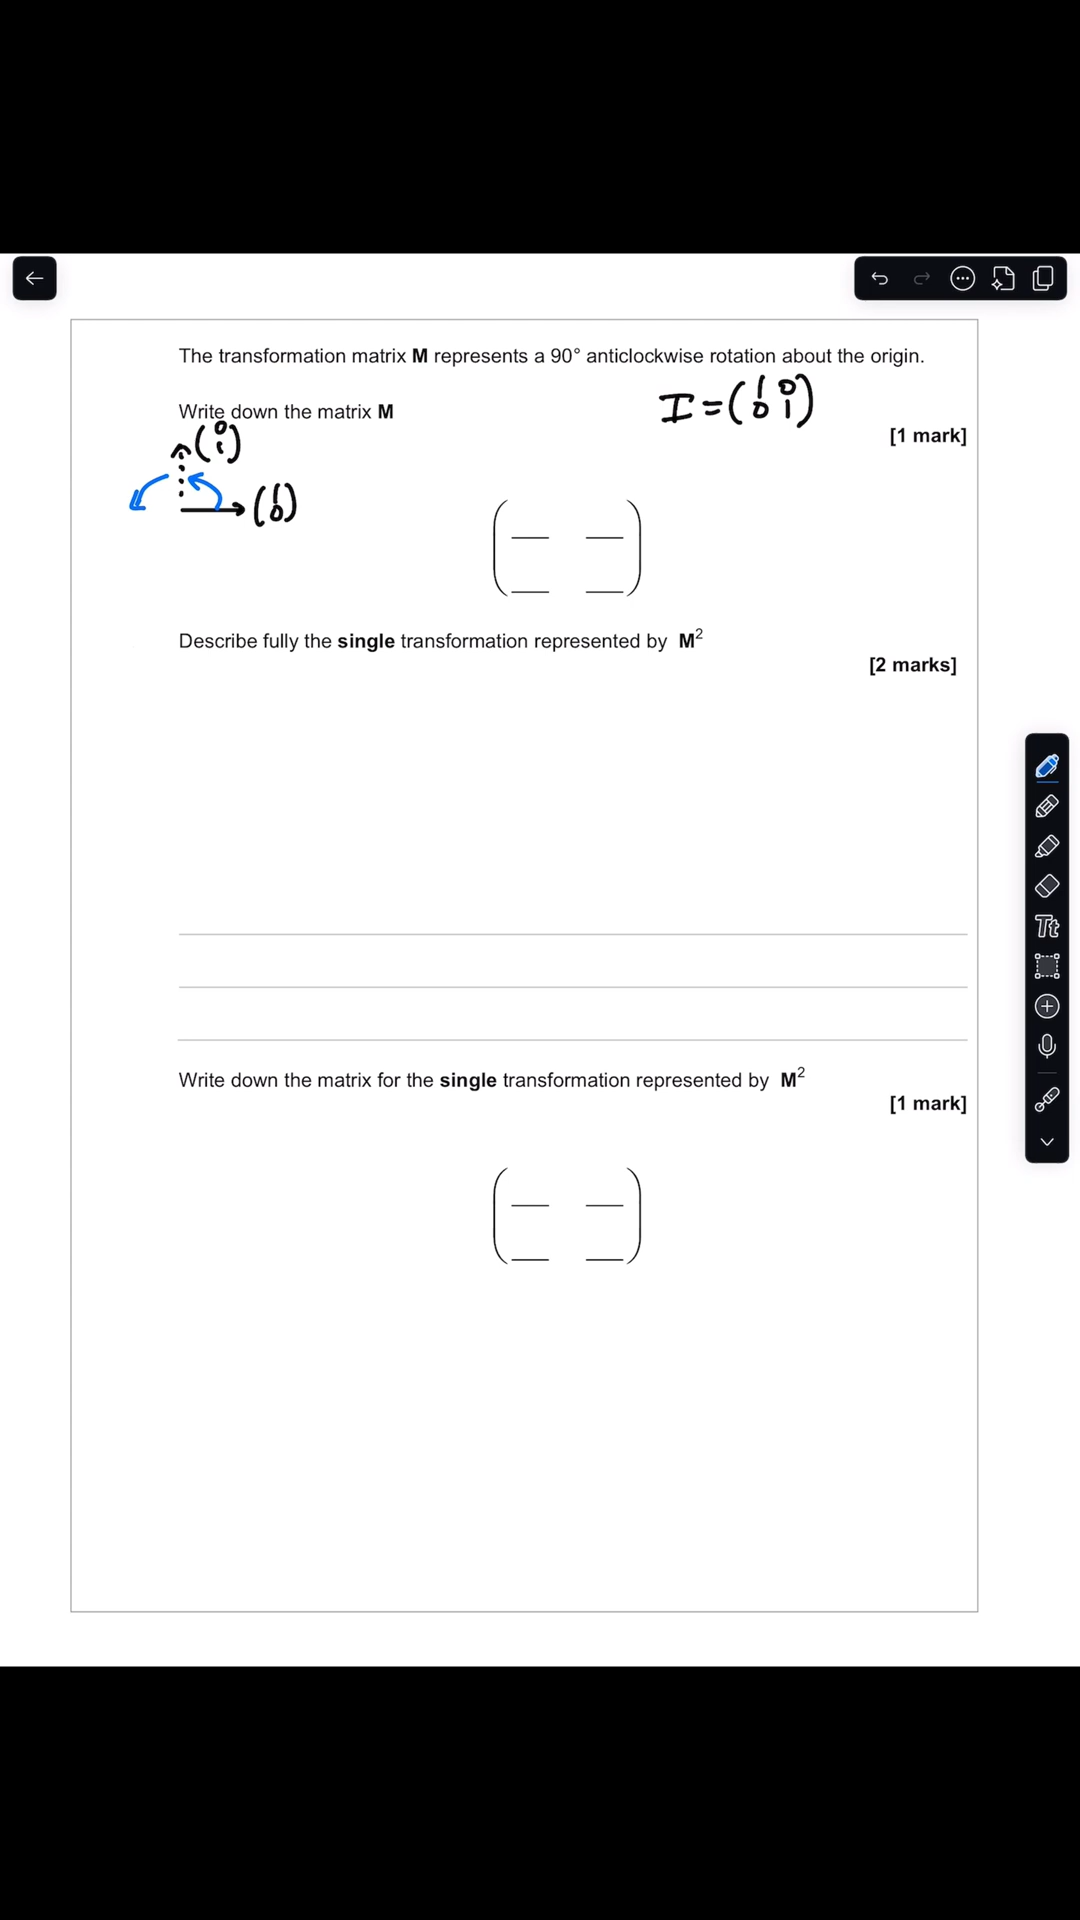 The transformation matrix M represents a 90° anticlockwise rotation about the origin.
I = (1 0
0 1)
Write down the matrix M
[1 mark]
(0
1)
(1
0)
Describe fully the single transformation represented by M²
[2 marks]
Tt
Write down the matrix for the single transformation represented by M²
[1 mark]